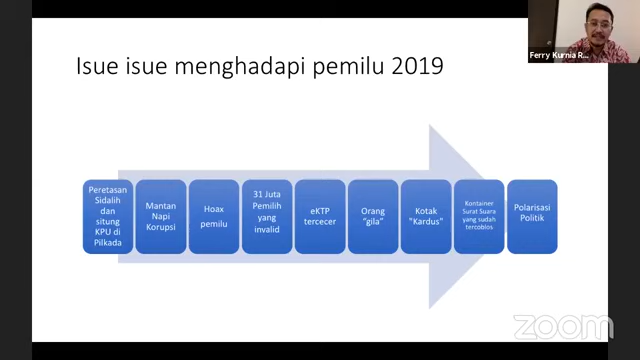 Isue isue menghadapi pemilu 2019
Ferry Kurnia R...
Peretasan
Sidalih
dan
situng
KPU di
Pilkada
Mantan
Napi
Korupsi
Hoax
pemilu
31 Juta
Pemilih
yang
invalid
eKTP
tercecer
Orang
"gila"
Kotak
"Kardus"
Kontainer
Surat Suara
yang sudah
tercoblos
Polarisasi
Politik
zoom